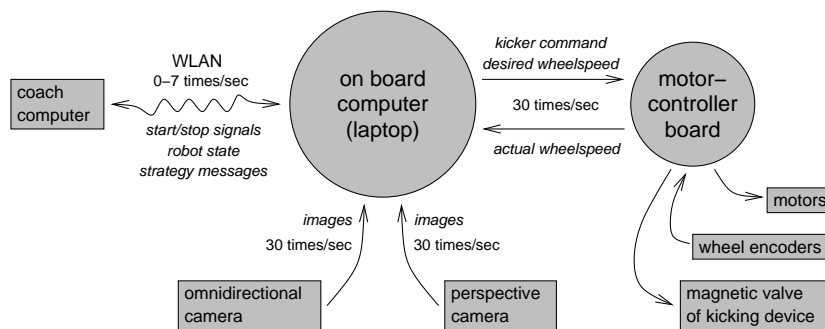 WLAN
0–7 times/sec
coach
computer
start/stop signals
robot state
strategy messages
on board
computer
(laptop)
kicker command
desired wheelspeed
30 times/sec
actual wheelspeed
motor–
controller
board
images
30 times/sec
images
30 times/sec
omnidirectional
camera
perspective
camera
motors
wheel encoders
magnetic valve
of kicking device